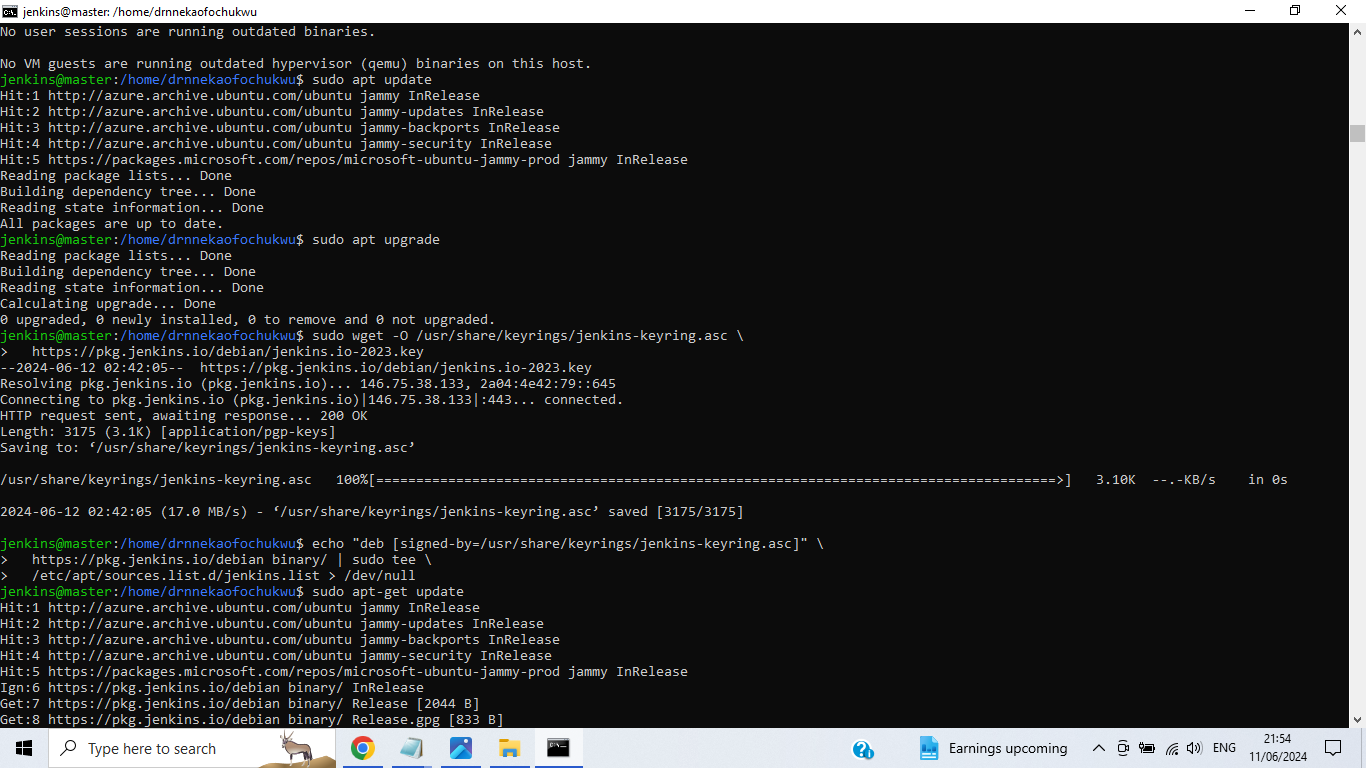 jenkins@master: /home/drnnekaofochukwu
No user sessions are running outdated binaries.
No VM guests are running outdated hypervisor (qemu) binaries on this host.
jenkins@master:/home/drnnekaofochukwu$ sudo apt update
Hit:1 http://azure.archive.ubuntu.com/ubuntu jammy InRelease
Hit:2 http://azure.archive.ubuntu.com/ubuntu jammy-updates InRelease
Hit:3 http://azure.archive.ubuntu.com/ubuntu jammy-backports InRelease
Hit:4 http://azure.archive.ubuntu.com/ubuntu jammy-security InRelease
Hit:5 https://packages.microsoft.com/repos/microsoft-ubuntu-jammy-prod jammy InRelease
Reading package lists... Done
Building dependency tree... Done
Reading state information... Done
All packages are up to date.
jenkins@master:/home/drnnekaofochukwu$ sudo apt upgrade
Reading package lists... Done
Building dependency tree... Done
Reading state information... Done
Calculating upgrade... Done
0 upgraded, 0 newly installed, 0 to remove and 0 not upgraded.
jenkins@master:/home/drnnekaofochukwu$ sudo wget -O /usr/share/keyrings/jenkins-keyring.asc \
>   https://pkg.jenkins.io/debian/jenkins.io-2023.key
--2024-06-12 02:42:05--  https://pkg.jenkins.io/debian/jenkins.io-2023.key
Resolving pkg.jenkins.io (pkg.jenkins.io)... 146.75.38.133, 2a04:4e42:79::645
Connecting to pkg.jenkins.io (pkg.jenkins.io)|146.75.38.133|:443... connected.
HTTP request sent, awaiting response... 200 OK
Length: 3175 (3.1K) [application/pgp-keys]
Saving to: ‘/usr/share/keyrings/jenkins-keyring.asc’
/usr/share/keyrings/jenkins-keyring.asc   100%[=====================================================================================>]   3.10K  --.-KB/s    in 0s
2024-06-12 02:42:05 (17.0 MB/s) - ‘/usr/share/keyrings/jenkins-keyring.asc’ saved [3175/3175]
jenkins@master:/home/drnnekaofochukwu$ echo "deb [signed-by=/usr/share/keyrings/jenkins-keyring.asc]" \
>   https://pkg.jenkins.io/debian binary/ | sudo tee \
>   /etc/apt/sources.list.d/jenkins.list > /dev/null
jenkins@master:/home/drnnekaofochukwu$ sudo apt-get update
Hit:1 http://azure.archive.ubuntu.com/ubuntu jammy InRelease
Hit:2 http://azure.archive.ubuntu.com/ubuntu jammy-updates InRelease
Hit:3 http://azure.archive.ubuntu.com/ubuntu jammy-backports InRelease
Hit:4 http://azure.archive.ubuntu.com/ubuntu jammy-security InRelease
Hit:5 https://packages.microsoft.com/repos/microsoft-ubuntu-jammy-prod jammy InRelease
Ign:6 https://pkg.jenkins.io/debian binary/ InRelease
Get:7 https://pkg.jenkins.io/debian binary/ Release [2044 B]
Get:8 https://pkg.jenkins.io/debian binary/ Release.gpg [833 B]
Type here to search
Earnings upcoming
ENG
21:54
11/06/2024